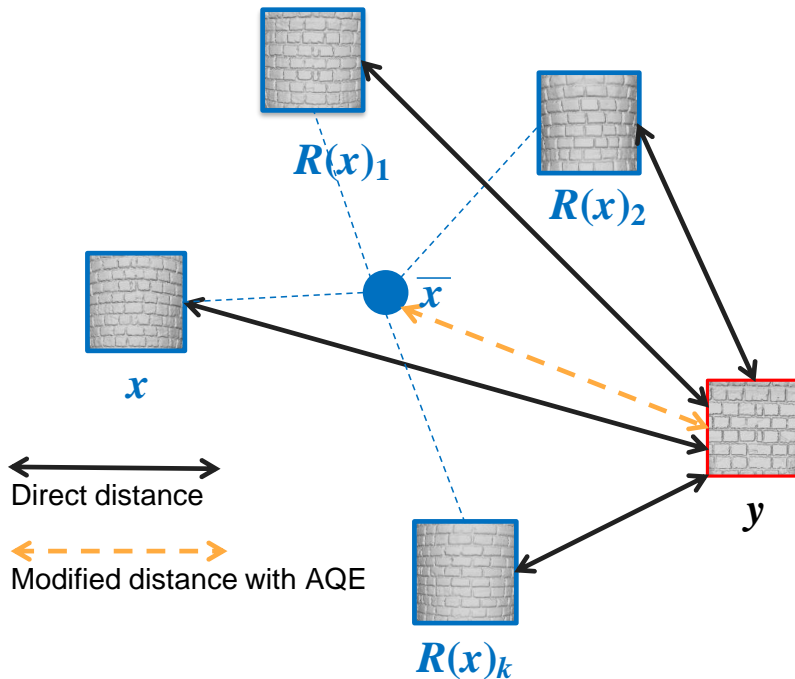 R(x)₁
R(x)₂
x̄
x
Direct distance
y
Modified distance with AQE
R(x)ₖ